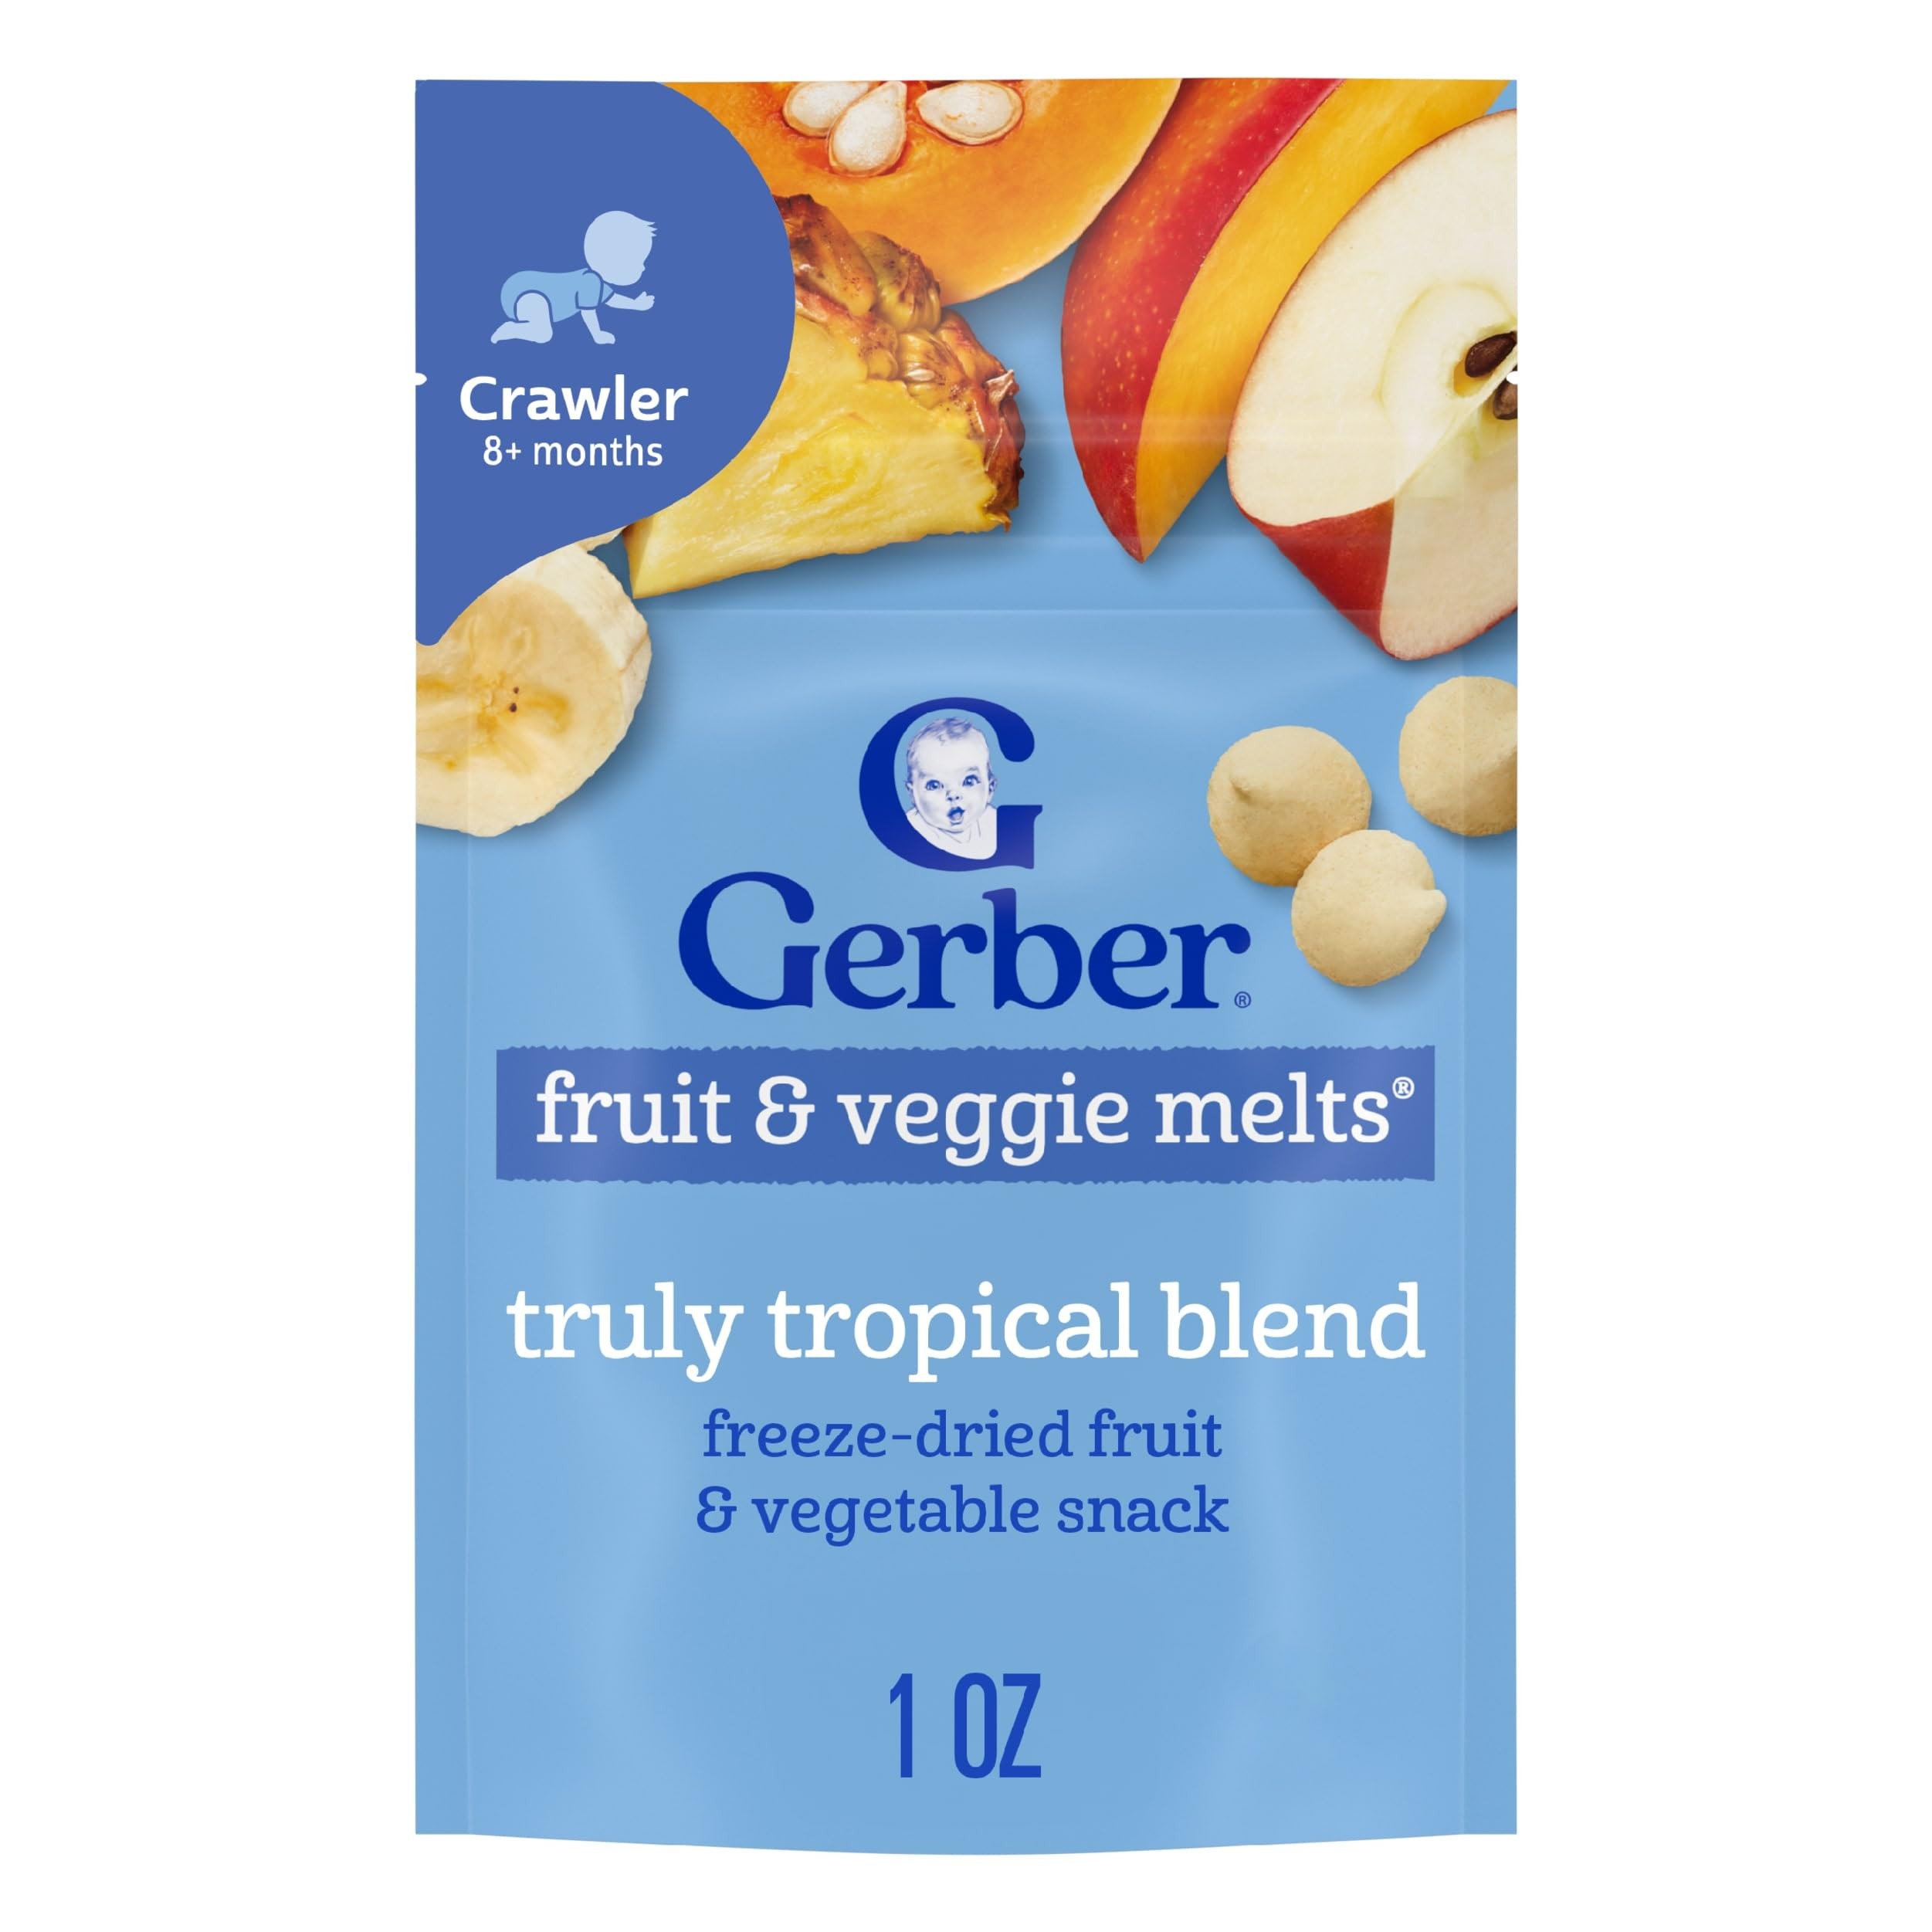 Crawler
8+ months
G
Gerber®
fruit & veggie melts®
truly tropical blend
freeze-dried fruit
& vegetable snack
1 OZ